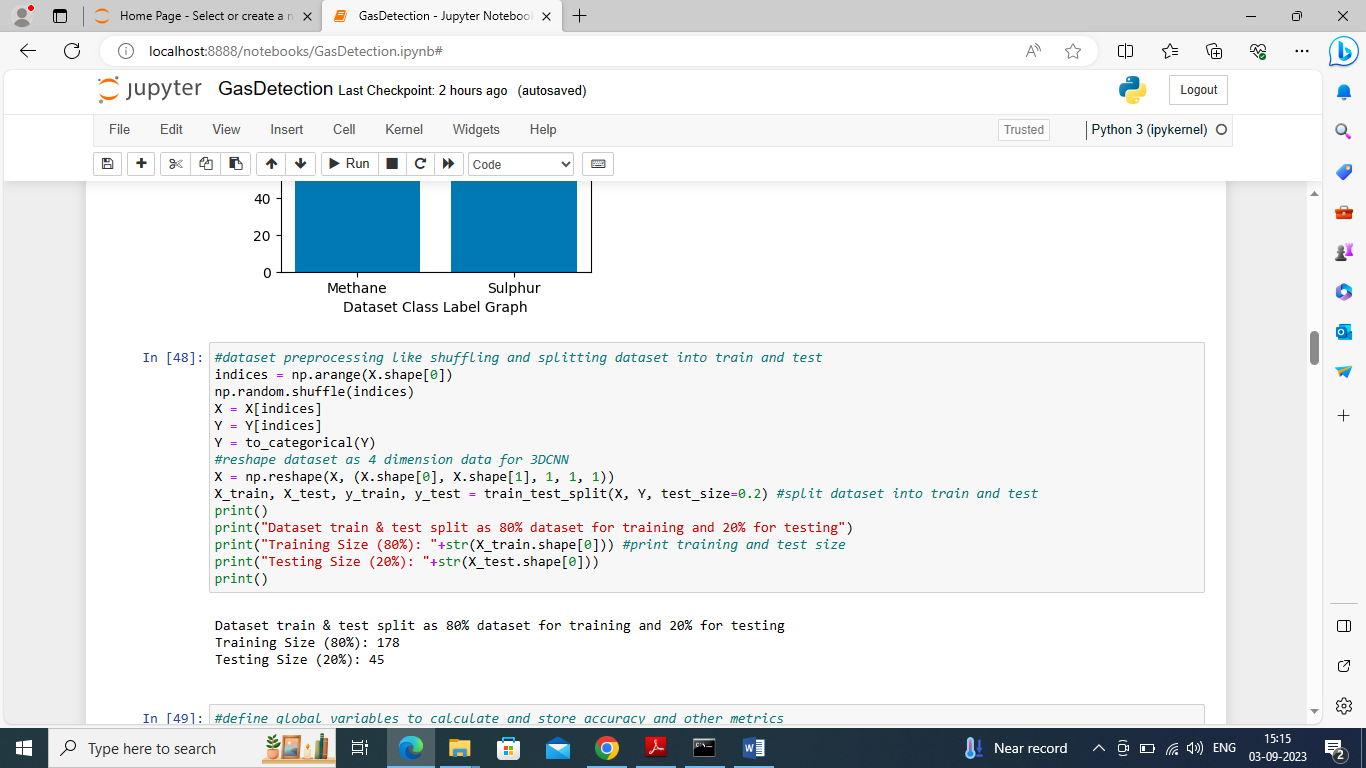 Home Page - Select or create a n
GasDetection - Jupyter Notebook
localhost:8888/notebooks/GasDetection.ipynb#
jupyter GasDetection Last Checkpoint: 2 hours ago (autosaved)
Logout
File Edit View Insert Cell Kernel Widgets Help
Trusted
Python 3 (ipykernel)
Run
Code
40
20
0
Methane Sulphur
Dataset Class Label Graph
In [48]:
#dataset preprocessing like shuffling and splitting dataset into train and test
indices = np.arange(X.shape[0])
np.random.shuffle(indices)
X = X[indices]
Y = Y[indices]
Y = to_categorical(Y)
#reshape dataset as 4 dimension data for 3DCNN
X = np.reshape(X, (X.shape[0], X.shape[1], 1, 1, 1))
X_train, X_test, y_train, y_test = train_test_split(X, Y, test_size=0.2) #split dataset into train and test
print()
print("Dataset train & test split as 80% dataset for training and 20% for testing")
print("Training Size (80%): "+str(X_train.shape[0])) #print training and test size
print("Testing Size (20%): "+str(X_test.shape[0]))
print()
Dataset train & test split as 80% dataset for training and 20% for testing
Training Size (80%): 178
Testing Size (20%): 45
In [49]:
#define global variables to calculate and store accuracy and other metrics
Type here to search
Near record
ENG
15:15
03-09-2023
2